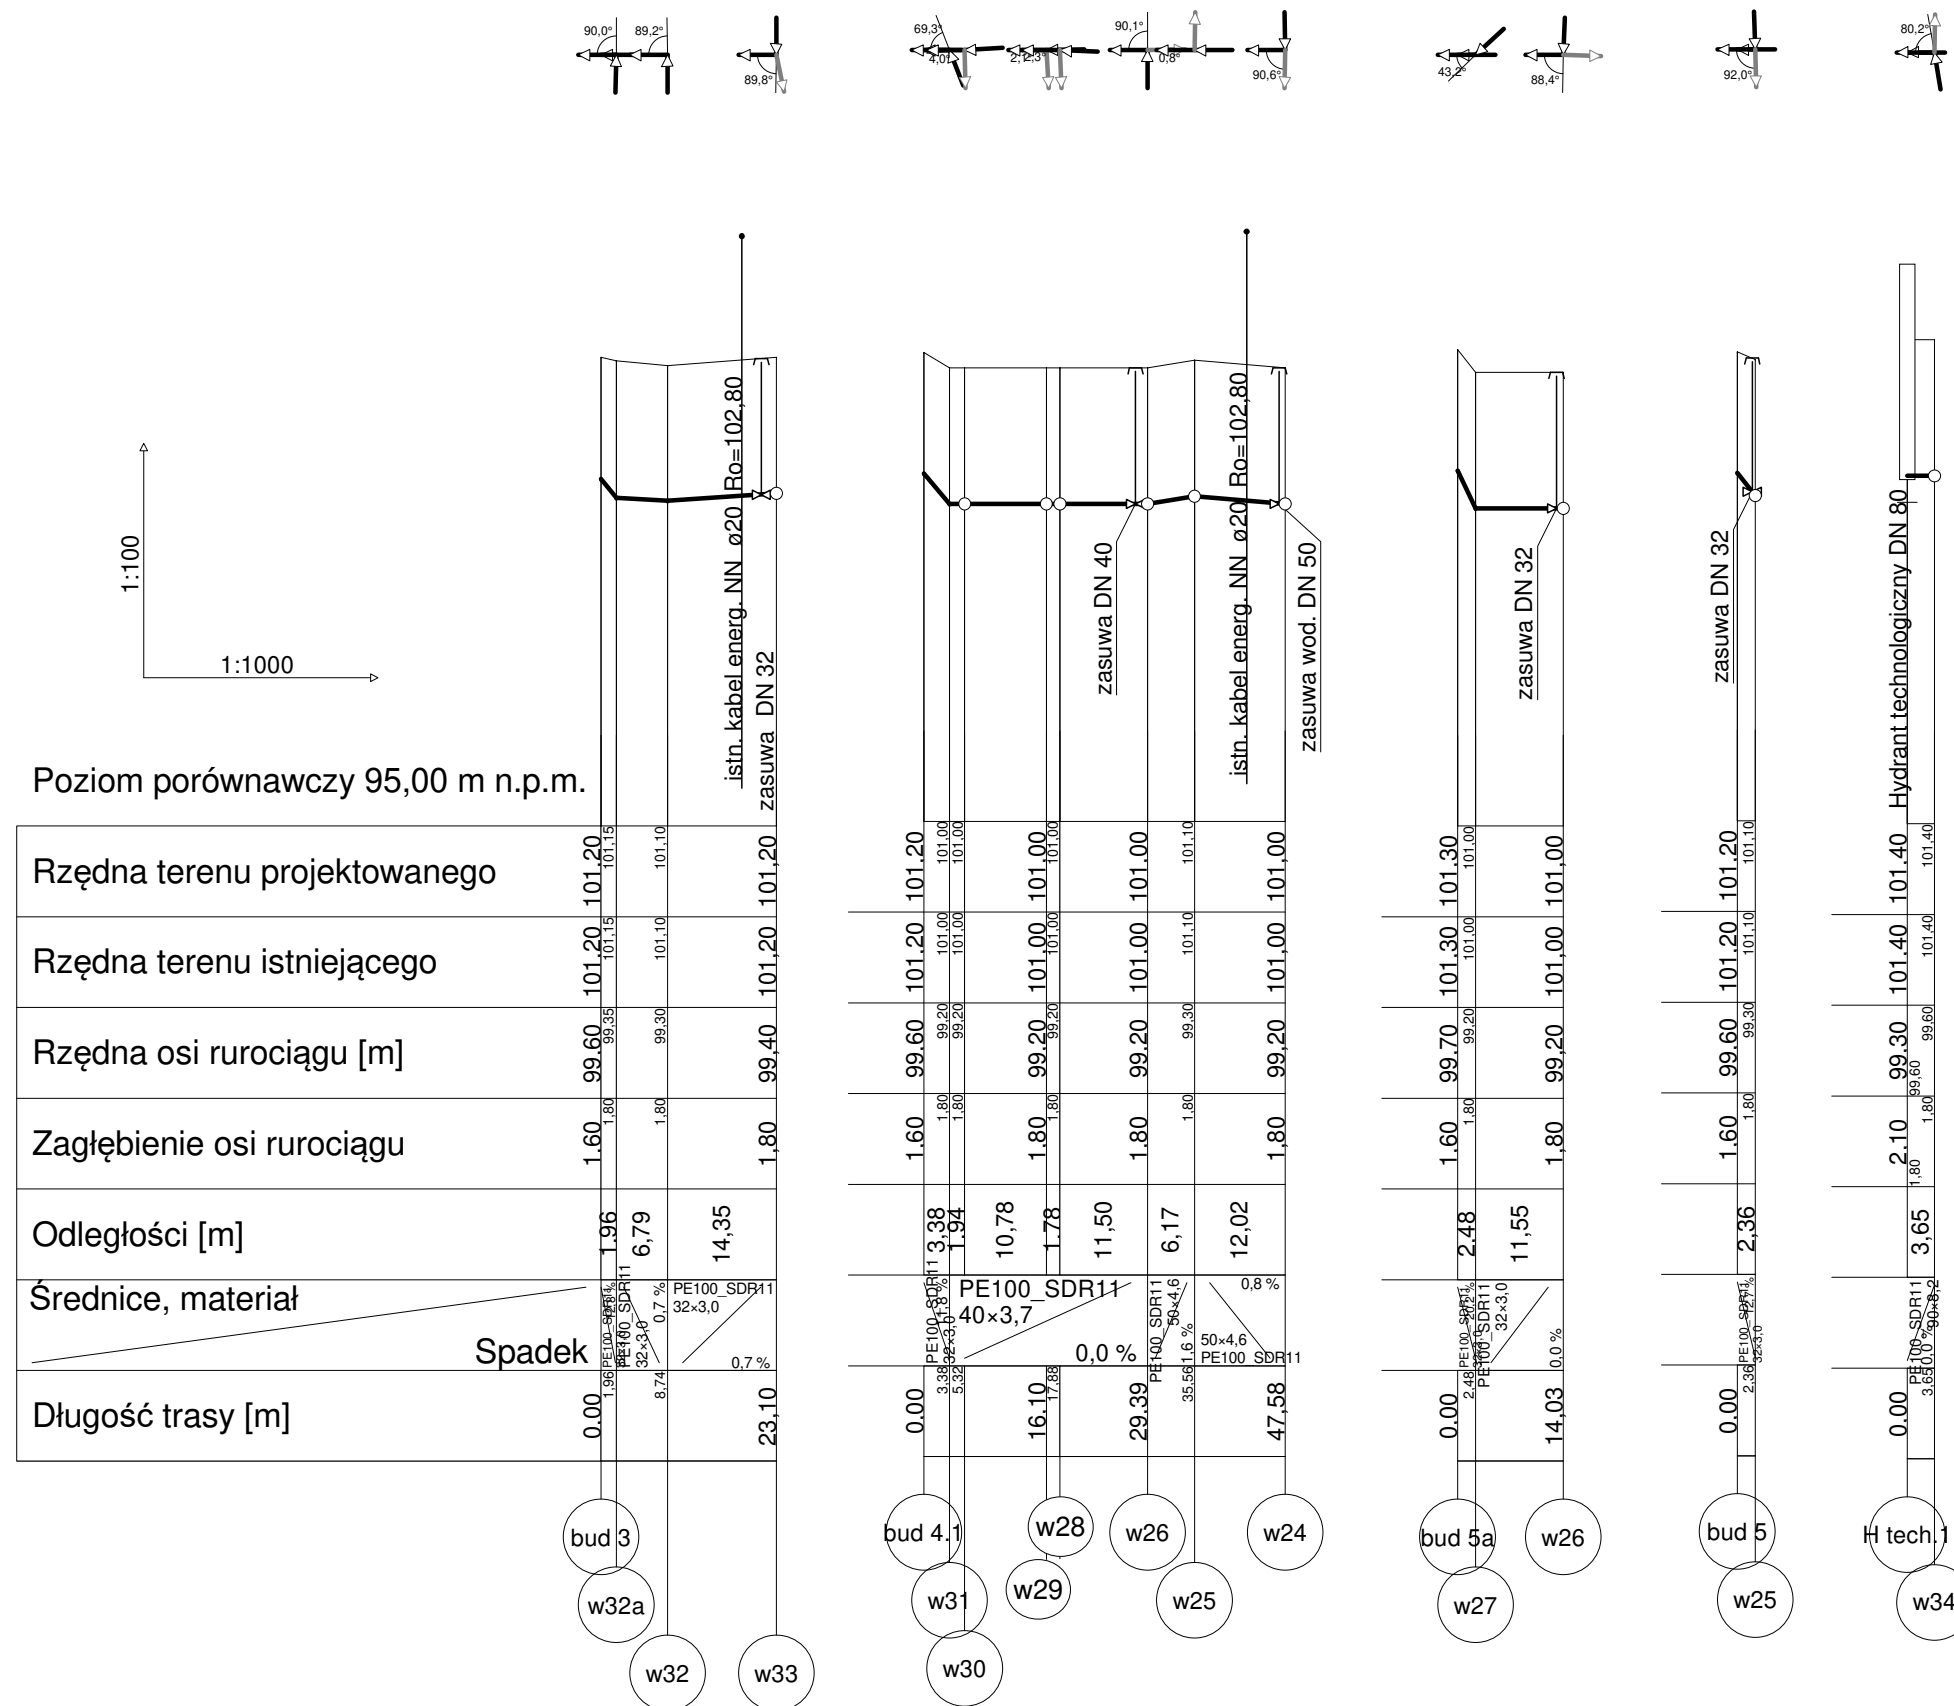 90,0°
89,2°
89,8°
69,3°
4,0°
90,1°
0,8°
90,6°
43,2°
88,4°
92,0°
80,2°
1:100
1:1000
istn. kabel energ. NN ø20 Ro=102,80
zasuwa DN 32
zasuwa DN 40
istn. kabel energ. NN ø20 Ro=102,80
zasuwa wod. DN 50
zasuwa DN 32
zasuwa DN 32
Hydrant technologiczny DN 80
Poziom porównawczy 95,00 m n.p.m.
Rzędna terenu projektowanego
101.20 101,15 101,10 101,20
101.20 101,00 101,00 101.00 101,00 101.00 101,10 101,00
101.30 101,00 101,00
101.20 101,10
101.40 101,40
Rzędna terenu istniejącego
101.20 101,15 101,10 101,20
101.20 101,00 101,00 101.00 101,00 101.00 101,10 101,00
101.30 101,00 101,00
101.20 101,10
101.40 101,40
Rzędna osi rurociągu [m]
99.60 99,35 99,30 99,40
99.60 99,20 99,20 99.20 99,20 99.20 99,30 99,20
99.70 99,20 99,20
99.60 99,30
99.30 99,60 99,60
Zagłębienie osi rurociągu
1.60 1,80 1,80 1,80
1.60 1,80 1,80 1.80 1,80 1.80 1,80 1,80
1.60 1,80 1,80
1.60 1,80
2.10 1,80 1,80
Odległości [m]
1.96 6,79 14,35
3,38 1.94 10,78 1.78 11,50 6,17 12,02
2.48 11,55
2,36
3,65
Średnice, materiał
Spadek
PE100_SDR11
32×3,0
0,7 %
PE100_SDR11
32×3,0
0,7 %
PE100_SDR11
32×3,0
PE100_SDR11
40×3,7
0,0 %
PE100_SDR11
50×4,6
1,6 %
0,8 %
50×4,6
PE100_SDR11
PE100_SDR11
32×3,0
0,0 %
PE100_SDR11
32×3,0
12,7 %
PE100_SDR11
90×8,2
0,0 %
Długość trasy [m]
0.00 1,96 8,74 23,10
0.00 3,38 5,32 16.10 17,88 29.39 35,56 47,58
0.00 2,48 14,03
0.00 2,36
0.00 3,65
bud 3
w32a
w32
w33
bud 4.1
w31
w30
w29
w28
w26
w25
w24
bud 5a
w27
w26
bud 5
w25
H tech.1
w34